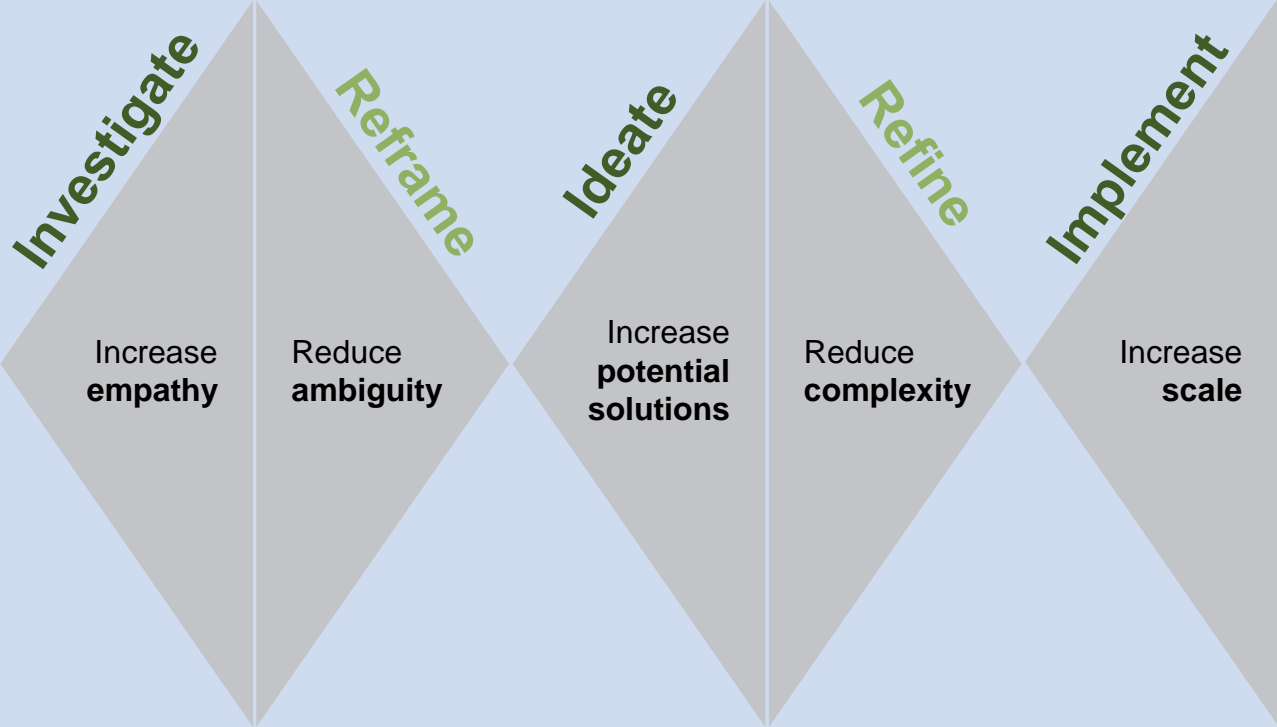 Investigate
Reframe
Ideate
Refine
Implement
Increase
empathy
Reduce
ambiguity
Increase
potential
solutions
Reduce
complexity
Increase
scale